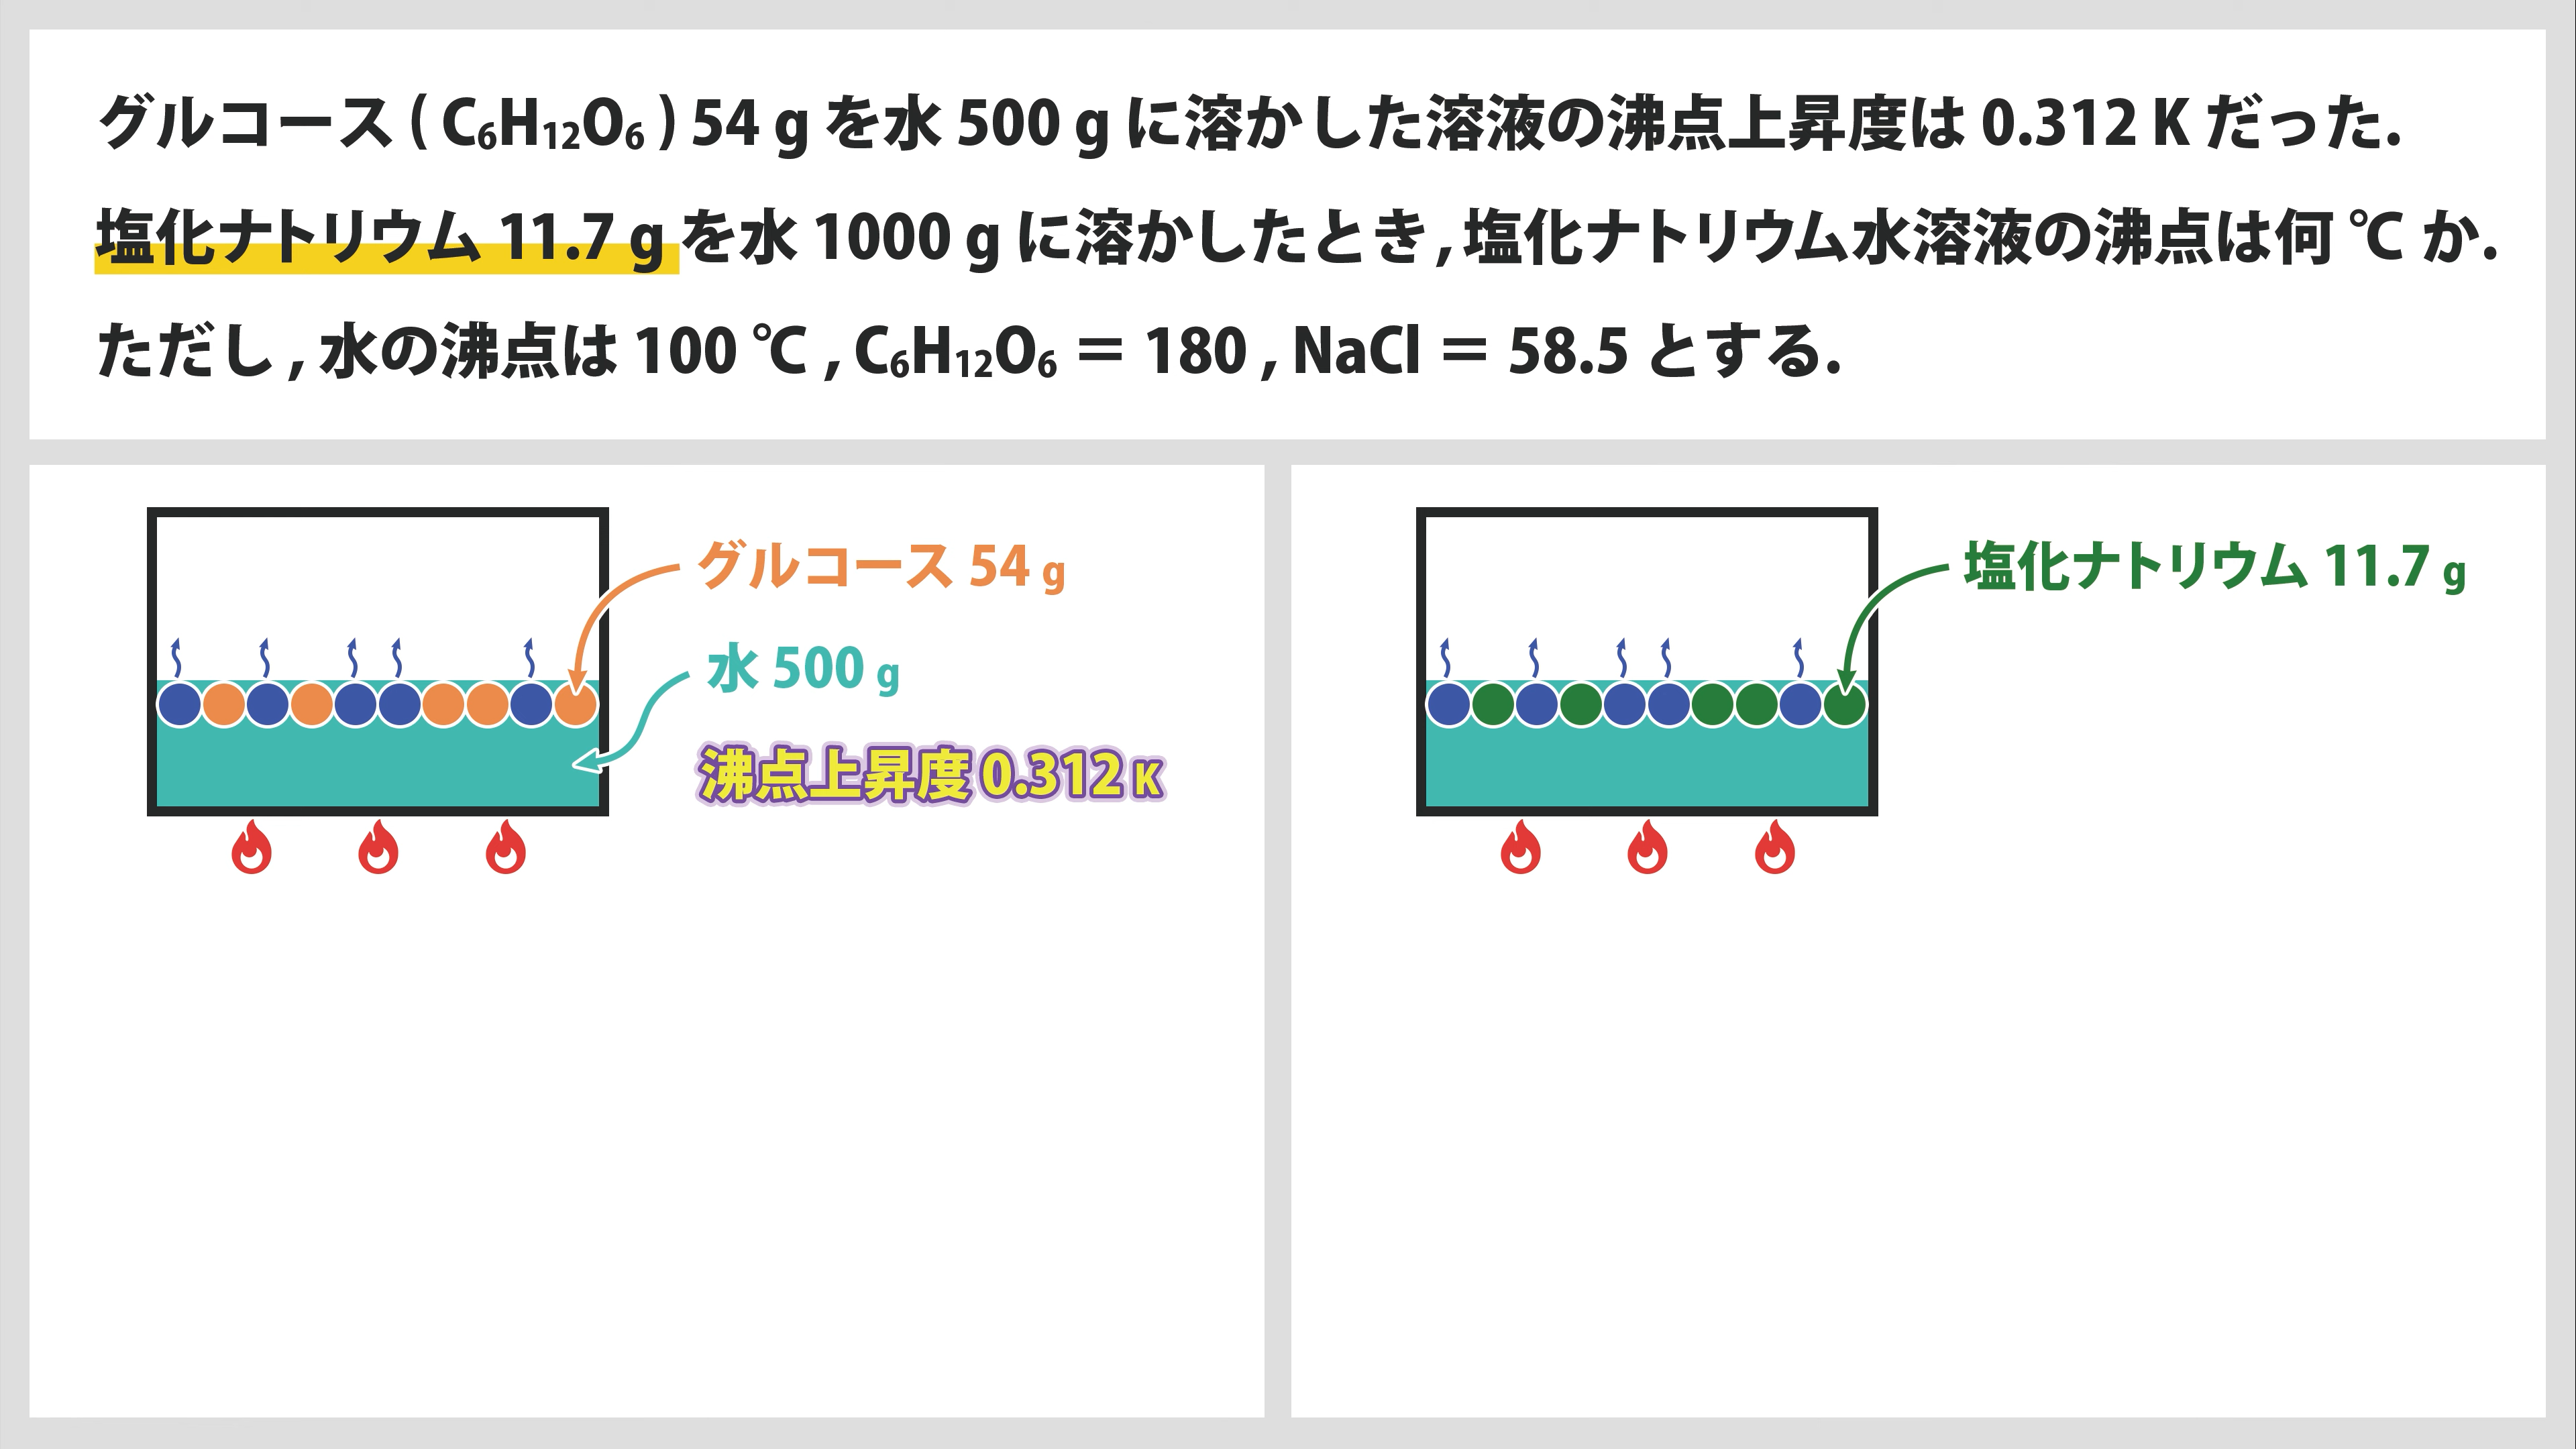 グルコース ( C₆H₁₂O₆ ) 54 g を水 500 g に溶かした溶液の沸点上昇度は 0.312 K だった.
塩化ナトリウム 11.7 g を水 1000 g に溶かしたとき , 塩化ナトリウム水溶液の沸点は何 ℃ か.
ただし , 水の沸点は 100 ℃ , C₆H₁₂O₆ = 180 , NaCl = 58.5 とする.
グルコース 54 g
水 500 g
沸点上昇度 0.312 K
塩化ナトリウム 11.7 g